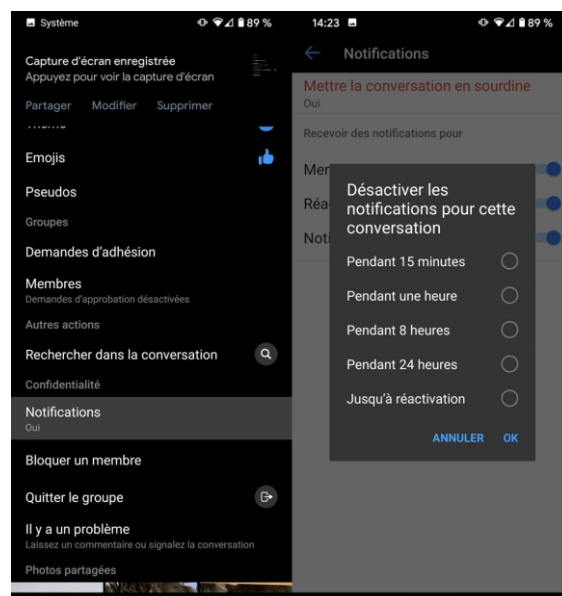 Système
89 %
Capture d'écran enregistrée
Appuyez pour voir la capture d'écran
Partager Modifier Supprimer
Emojis
Pseudos
Groupes
Demandes d'adhésion
Membres
Demandes d'approbation désactivées
Autres actions
Rechercher dans la conversation
Confidentialité
Notifications
Oui
Bloquer un membre
Quitter le groupe
Il y a un problème
Laissez un commentaire ou signalez la conversation
Photos partagées
14:23
89 %
Notifications
Mettre la conversation en sourdine
Oui
Recevoir des notifications pour
Désactiver les
notifications pour cette
conversation
Pendant 15 minutes
Pendant une heure
Pendant 8 heures
Pendant 24 heures
Jusqu'à réactivation
ANNULER OK